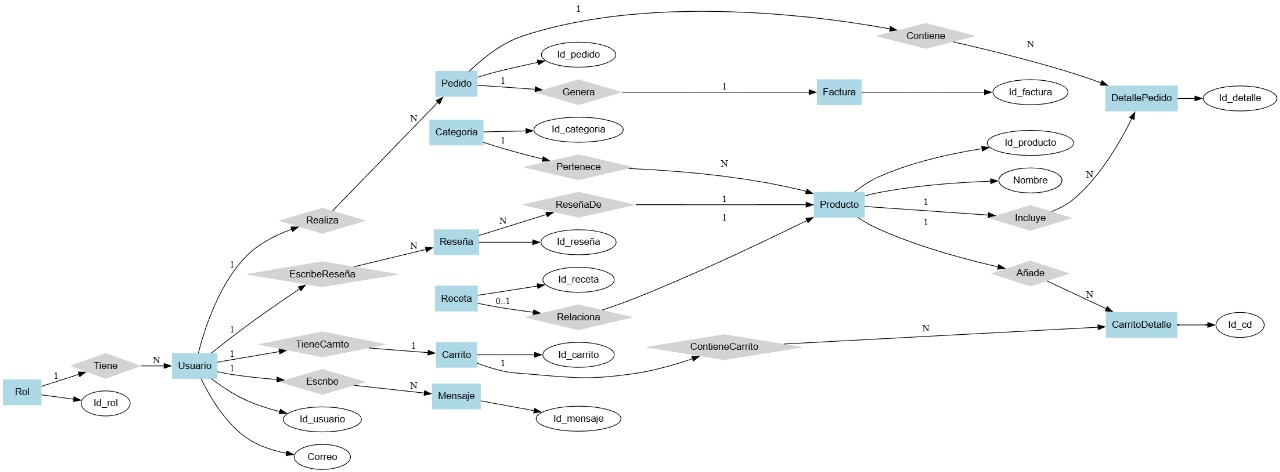 1
Contiene
N
Id_pedido
Pedido
1
Genera
1
Factura
Id_factura
DetallePedido
Id_detalle
N
Categoria
Id_categoria
1
Pertenece
N
Id_producto
Nombre
N
ReseñaDe
1
1
Producto
1
Incluye
N
Realiza
1
Reseña
Id_reseña
N
EscribeReseña
N
1
Añade
1
Receta
Id_receta
0..1
Relaciona
N
CarritoDetalle
Id_cd
N
TieneCarrito
1
1
Carrito
Id_carrito
1
ContieneCarrito
Rol
1
Tiene
N
Usuario
1
Escribe
N
Mensaje
Id_mensaje
Id_rol
Id_usuario
Correo